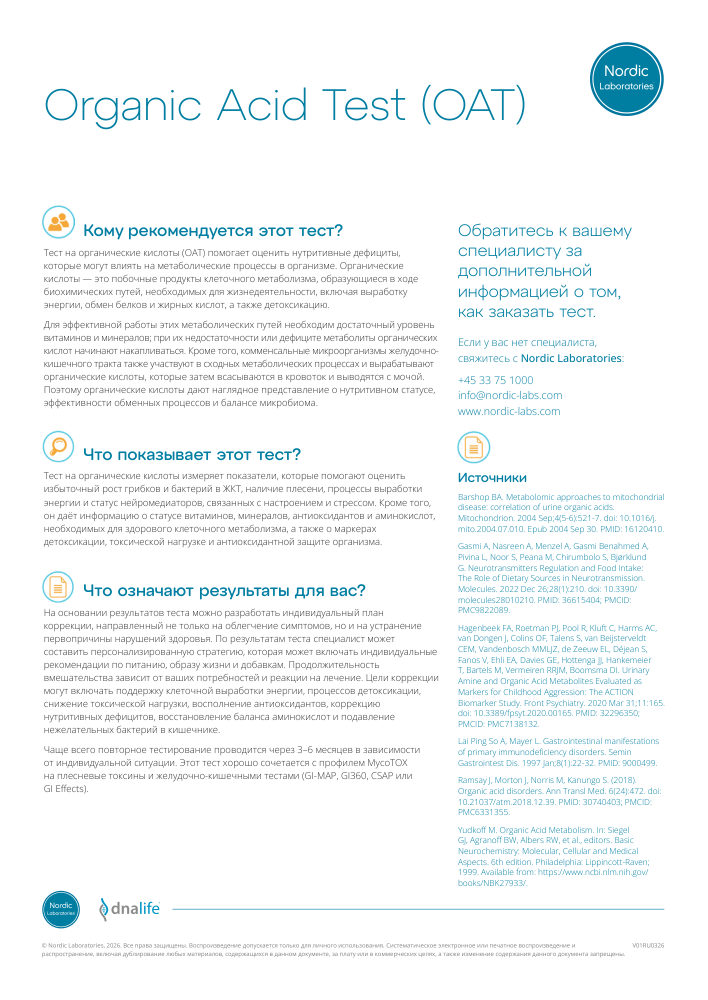 Nordic
Laboratories
Organic Acid Test (OAT)
Кому рекомендуется этот тест?
Тест на органические кислоты (OAT) помогает оценить нутритивные дефициты,
которые могут влиять на метаболические процессы в организме. Органические
кислоты — это побочные продукты клеточного метаболизма, образующиеся в ходе
биохимических путей, необходимых для жизнедеятельности, включая выработку
энергии, обмен белков и жирных кислот, а также детоксикацию.
Для эффективной работы этих метаболических путей необходим достаточный уровень
витаминов и минералов; при их недостаточности или дефиците метаболиты органических
кислот начинают накапливаться. Кроме того, комменсальные микроорганизмы желудочно-
кишечного тракта также участвуют в сходных метаболических процессах и вырабатывают
органические кислоты, которые затем всасываются в кровоток и выводятся с мочой.
Поэтому органические кислоты дают наглядное представление о нутритивном статусе,
эффективности обменных процессов и балансе микробиома.
Что показывает этот тест?
Тест на органические кислоты измеряет показатели, которые помогают оценить
избыточный рост грибков и бактерий в ЖКТ, наличие плесени, процессы выработки
энергии и статус нейромедиаторов, связанных с настроением и стрессом. Кроме того,
он даёт информацию о статусе витаминов, минералов, антиоксидантов и аминокислот,
необходимых для здорового клеточного метаболизма, а также о маркерах
детоксикации, токсической нагрузке и антиоксидантной защите организма.
Что означают результаты для вас?
На основании результатов теста можно разработать индивидуальный план
коррекции, направленный не только на облегчение симптомов, но и на устранение
первопричины нарушений здоровья. По результатам теста специалист может
составить персонализированную стратегию, которая может включать индивидуальные
рекомендации по питанию, образу жизни и добавкам. Продолжительность
вмешательства зависит от ваших потребностей и реакции на лечение. Цели коррекции
могут включать поддержку клеточной выработки энергии, процессов детоксикации,
снижение токсической нагрузки, восполнение антиоксидантов, коррекцию
нутритивных дефицитов, восстановление баланса аминокислот и подавление
нежелательных бактерий в кишечнике.
Чаще всего повторное тестирование проводится через 3–6 месяцев в зависимости
от индивидуальной ситуации. Этот тест хорошо сочетается с профилем MycoTOX
на плесневые токсины и желудочно-кишечными тестами (GI-MAP, GI360, CSAP или
GI Effects).
Обратитесь к вашему
специалисту за
дополнительной
информацией о том,
как заказать тест.
Если у вас нет специалиста,
свяжитесь с Nordic Laboratories:
+45 33 75 1000
info@nordic-labs.com
www.nordic-labs.com
Источники
Barshop BA. Metabolomic approaches to mitochondrial
disease: correlation of urine organic acids.
Mitochondrion. 2004 Sep;4(5-6):521-7. doi: 10.1016/j.
mito.2004.07.010. Epub 2004 Sep 30. PMID: 16120410.
Gasmi A, Nasreen A, Menzel A, Gasmi Benahmed A,
Pivina L, Noor S, Peana M, Chirumbolo S, Bjørklund
G. Neurotransmitters Regulation and Food Intake:
The Role of Dietary Sources in Neurotransmission.
Molecules. 2022 Dec 26;28(1):210. doi: 10.3390/
molecules28010210. PMID: 36615404; PMCID:
PMC9822089.
Hagenbeek FA, Roetman PJ, Pool R, Kluft C, Harms AC,
van Dongen J, Colins OF, Talens S, van Beijsterveldt
CEM, Vandenbosch MMLJZ, de Zeeuw EL, Déjean S,
Fanos V, Ehli EA, Davies GE, Hottenga JJ, Hankemeier
T, Bartels M, Vermeiren RRJM, Boomsma DI. Urinary
Amine and Organic Acid Metabolites Evaluated as
Markers for Childhood Aggression: The ACTION
Biomarker Study. Front Psychiatry. 2020 Mar 31;11:165.
doi: 10.3389/fpsyt.2020.00165. PMID: 32296350;
PMCID: PMC7138132.
Lai Ping So A, Mayer L. Gastrointestinal manifestations
of primary immunodeficiency disorders. Semin
Gastrointest Dis. 1997 Jan;8(1):22-32. PMID: 9000499.
Ramsay J, Morton J, Norris M, Kanungo S. (2018).
Organic acid disorders. Ann Transl Med. 6(24):472. doi:
10.21037/atm.2018.12.39. PMID: 30740403; PMCID:
PMC6331355.
Yudkoff M. Organic Acid Metabolism. In: Siegel
GJ, Agranoff BW, Albers RW, et al., editors. Basic
Neurochemistry: Molecular, Cellular and Medical
Aspects. 6th edition. Philadelphia: Lippincott-Raven;
1999. Available from: https://www.ncbi.nlm.nih.gov/
books/NBK27933/.
Nordic
Laboratories
dnalife
© Nordic Laboratories, 2026. Все права защищены. Воспроизведение допускается только для личного использования. Систематическое электронное или печатное воспроизведение и
распространение, включая дублирование любых материалов, содержащихся в данном документе, за плату или в коммерческих целях, а также изменение содержания данного документа запрещены.
V01RU0326